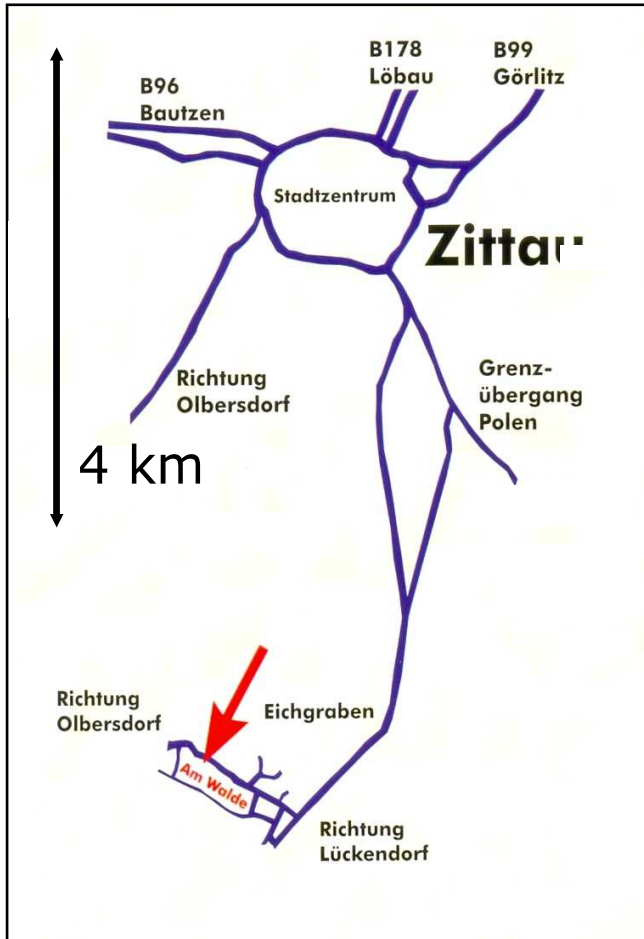 B178
Löbau
B99
Görlitz
B96
Bautzen
Stadtzentrum
Zittau
Richtung
Olbersdorf
Grenz-
übergang
Polen
4 km
Richtung
Olbersdorf
Eichgraben
Am Walde
Richtung
Lückendorf